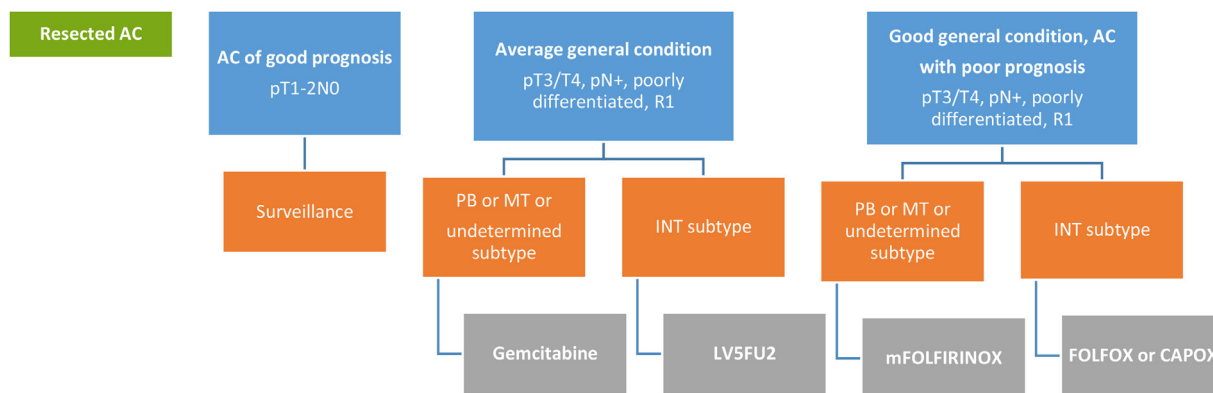 Resected AC
AC of good prognosis
pT1-2N0
Surveillance
Average general condition
pT3/T4, pN+, poorly
differentiated, R1
PB or MT or
undetermined
subtype
INT subtype
Gemcitabine
LV5FU2
Good general condition, AC
with poor prognosis
pT3/T4, pN+, poorly
differentiated, R1
PB or MT or
undetermined
subtype
INT subtype
mFOLFIRINOX
FOLFOX or CAPOX